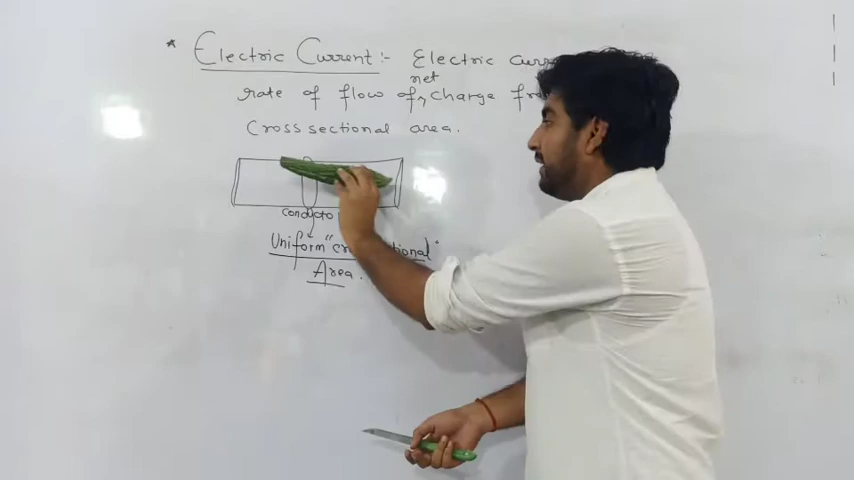 * Electric Current :- Electric
rate of flow of net charge
Cross sectional area.
Uniform "
Area.